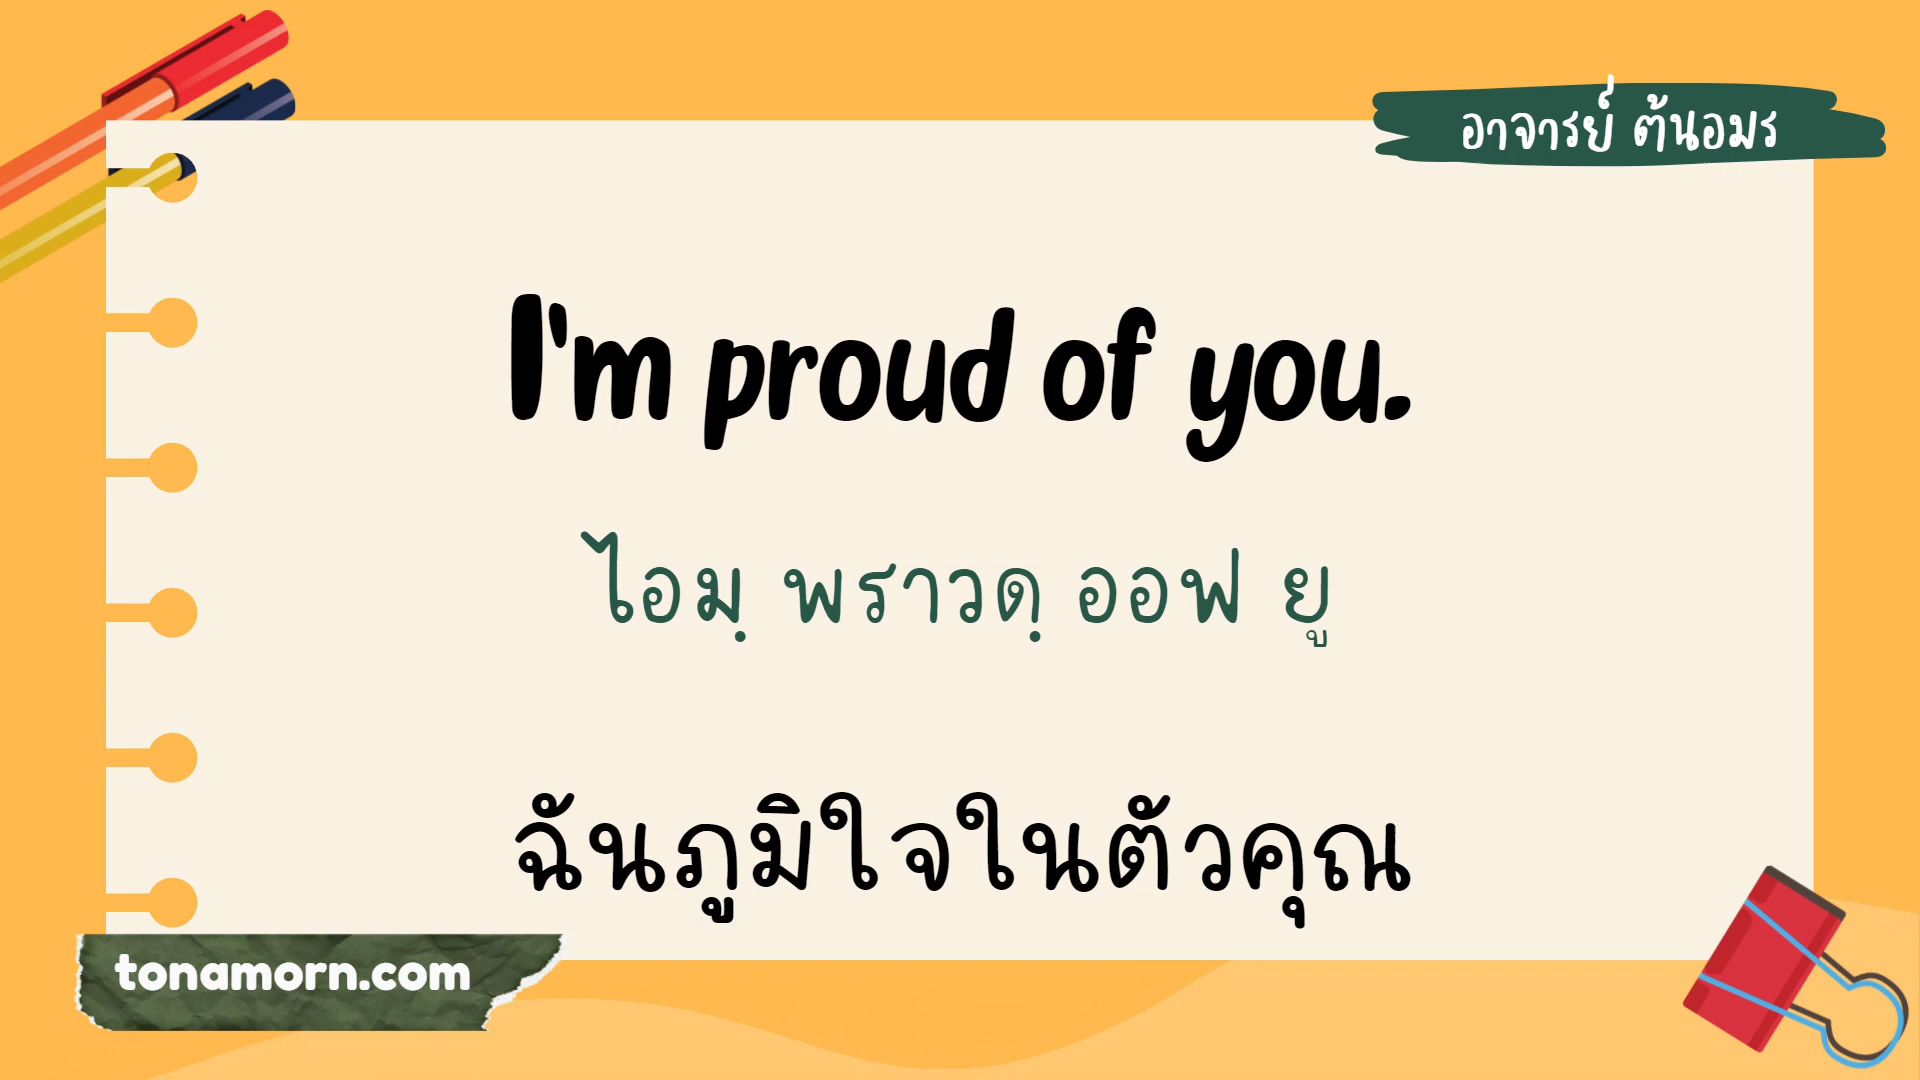 อาจารย์ ต้นอมร
I'm proud of you.
ไอมฺ พราวดฺ ออฟ ยู
ฉันภูมิใจในตัวคุณ
tonamorn.com